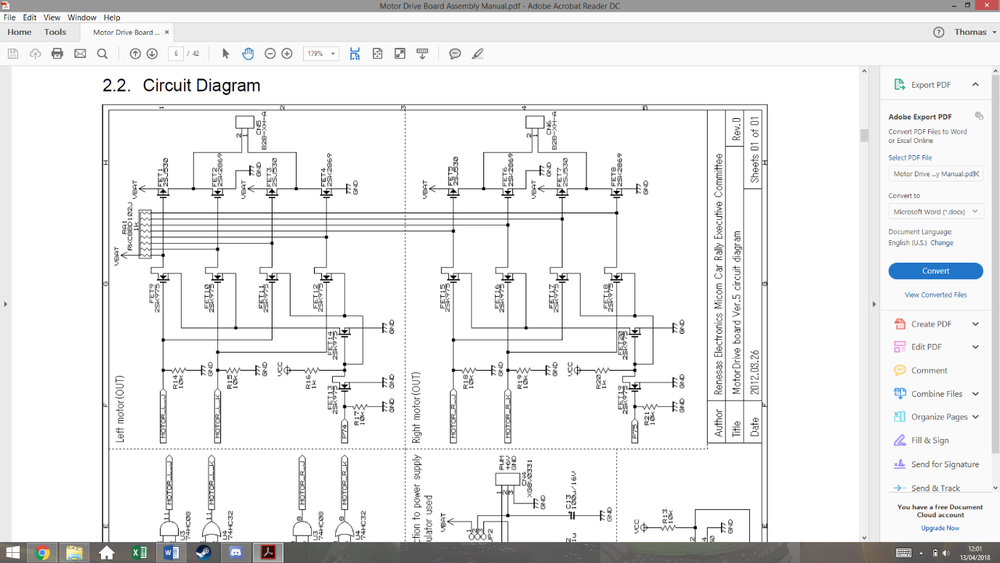 Motor Drive Board Assembly Manual.pdf - Adobe Acrobat Reader DC
File Edit View Window Help
Home Tools Motor Drive Board ... × Thomas
6 / 42 179%
2.2. Circuit Diagram
1 2 3 4
H
CN5
B2B-XH-A
2 1
CN6
B2B-XH-A
2 1
VBAT
FET1
2SJ530
FET2
2SK2869
GND
VBAT
FET3
2SJ530
FET4
2SK2869
GND
VBAT
FET5
2SJ530
FET6
2SK2869
GND
VBAT
FET7
2SJ530
FET8
2SK2869
GND
VBAT
RA1
1k
RKC8BD102J
G
FET9
2SK975
FET10
2SK975
FET11
2SK975
FET12
2SK975
FET15
2SK975
FET16
2SK975
FET17
2SK975
FET18
2SK975
FET14
2SK975
GND
FET20
2SK975
GND
R14
10k
GND
R15
10k
GND
VCC
R16
1k
R18
10k
GND
R19
10k
GND
VCC
R20
1k
FET13
2SK975
GND
FET19
2SK975
GND
F
R17
10k
GND
R21
10k
GND
Left motor(OUT)
MOTOR_L_J
MOTOR_L_K
P74
Right motor(OUT)
MOTOR_R_J
MOTOR_R_K
P75
Renesas Electronics Micom Car Rally Executive Committee
Rev.0
MotorDrive board Ver.5 circuit diagram
Sheets 01 of 01
2012.03.26
Author
Title
Date
MOTOR_L_J
MOTOR_L_K
MOTOR_R_J
MOTOR_R_K
11
U3
74HC08
11
74HC32
8
U3
74HC08
8
74HC32
E
ction to power supply
ulator used
VBAT
1 2 3
JP2
PWM
+6V
GND
1 2 3
CN4
XG8V0331
GND
C13
100u/16V
GND
VCC
R13
10k
GND
Export PDF
Adobe Export PDF
Convert PDF Files to Word
or Excel Online
Select PDF File
Motor Drive ...y Manual.pdf
Convert to
Microsoft Word (*.docx)
Document Language:
English (U.S.) Change
Convert
View Converted Files
Create PDF
Edit PDF
Comment
Combine Files
Organize Pages
Fill & Sign
Send for Signature
Send & Track
You have a free Document
Cloud account
Upgrade Now
12:01
13/04/2018